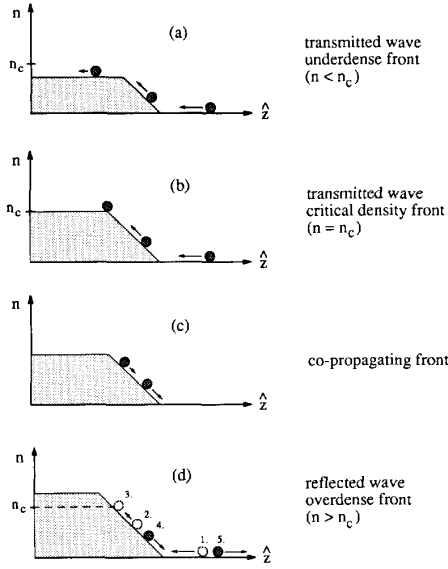 n
(a)
transmitted wave
underdense front
(n < n_c)
n_c
ẑ
n
(b)
transmitted wave
critical density front
(n = n_c)
n_c
ẑ
n
(c)
co-propagating front
ẑ
n
(d)
reflected wave
overdense front
(n > n_c)
n_c
3.
2.
4.
1.
5.
ẑ